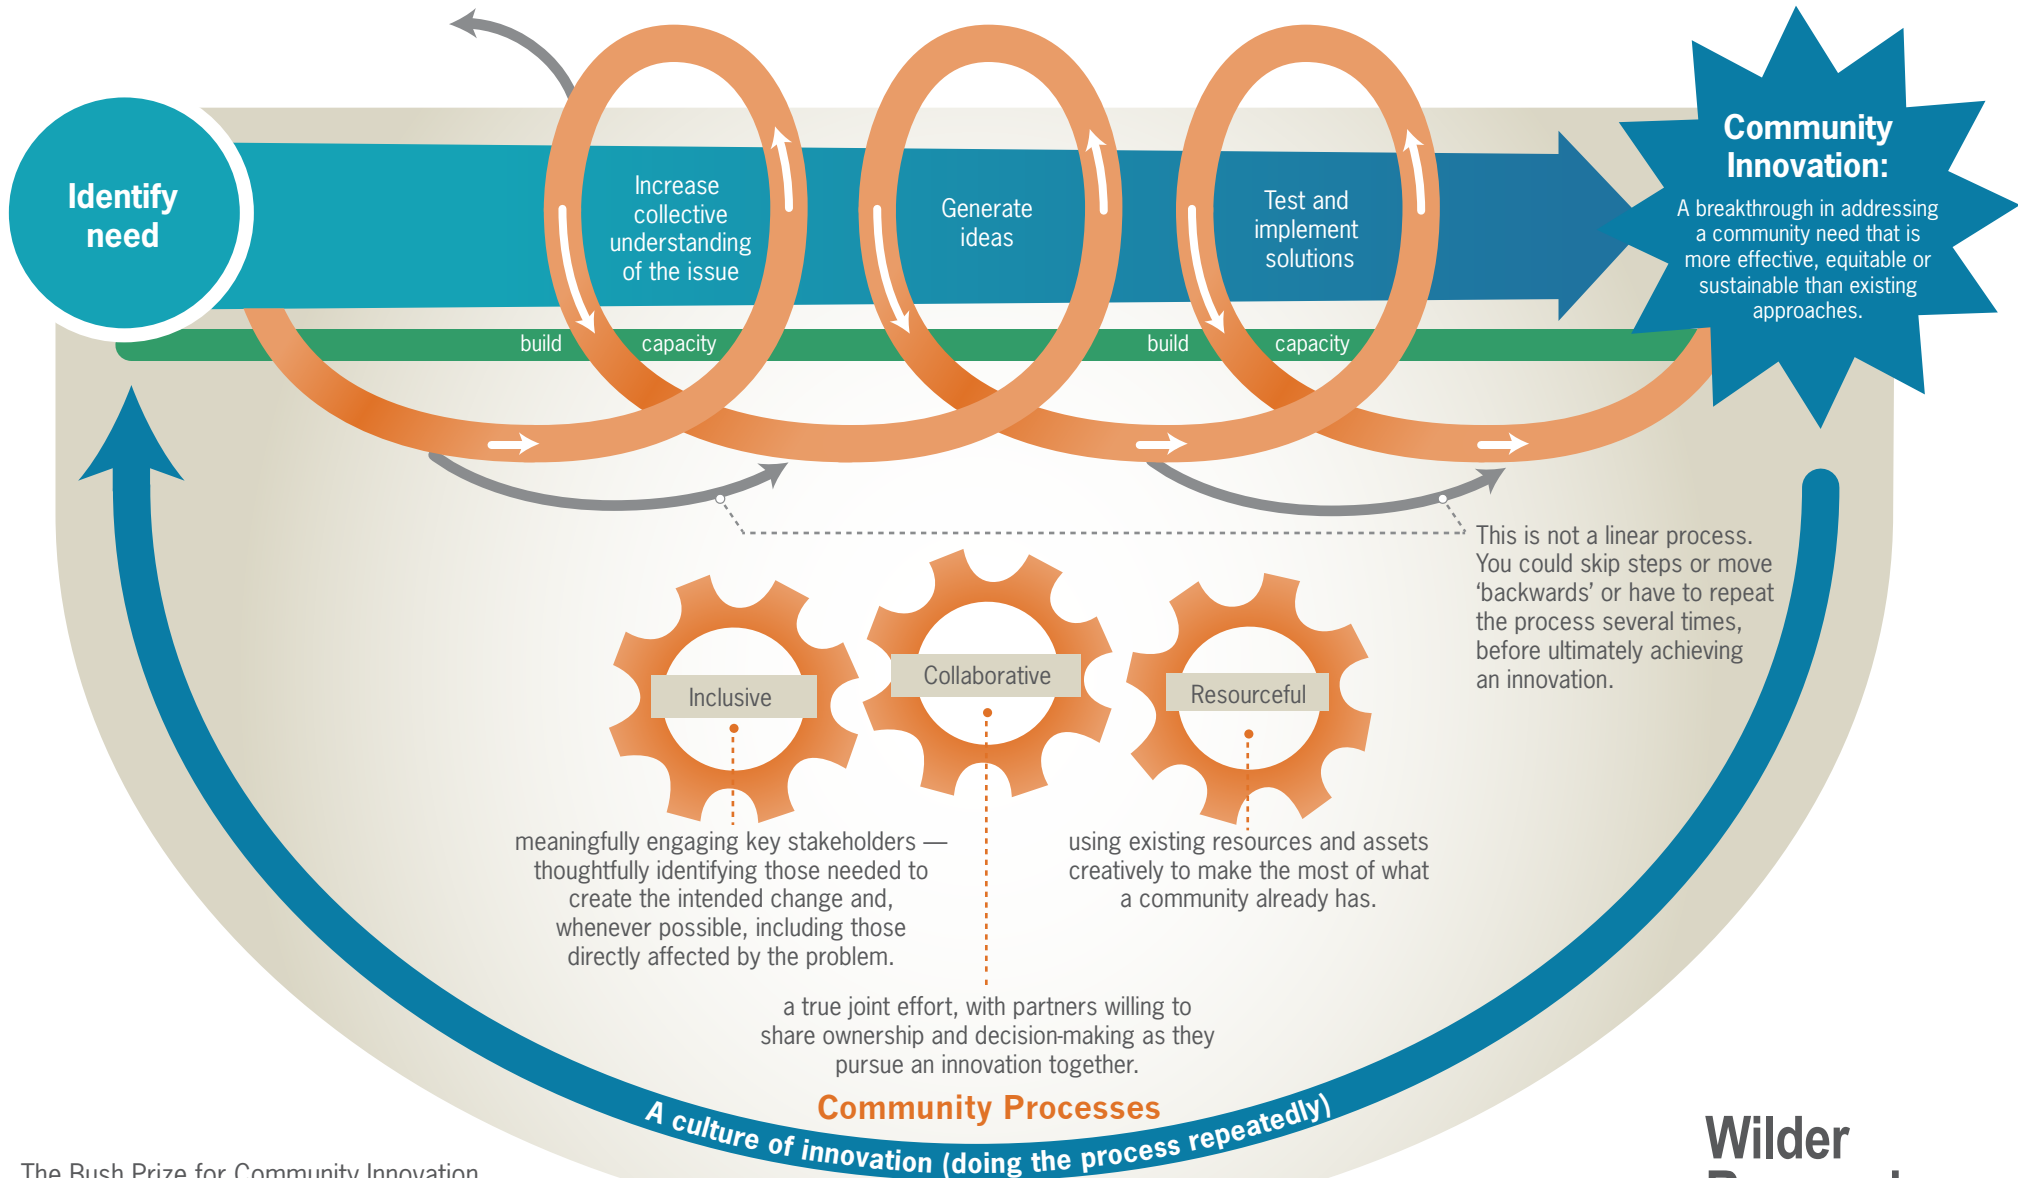 Identify
need
Increase
collective
understanding
of the issue
Generate
ideas
Test and
implement
solutions
Community
Innovation:
A breakthrough in addressing
a community need that is
more effective, equitable or
sustainable than existing
approaches.
build capacity
build capacity
This is not a linear process.
You could skip steps or move
‘backwards’ or have to repeat
the process several times,
before ultimately achieving
an innovation.
Inclusive
Collaborative
Resourceful
meaningfully engaging key stakeholders —
thoughtfully identifying those needed to
create the intended change and,
whenever possible, including those
directly affected by the problem.
using existing resources and assets
creatively to make the most of what
a community already has.
a true joint effort, with partners willing to
share ownership and decision-making as they
pursue an innovation together.
Community Processes
A culture of innovation (doing the process repeatedly)
The Bush Prize for Community Innovation
Wilder